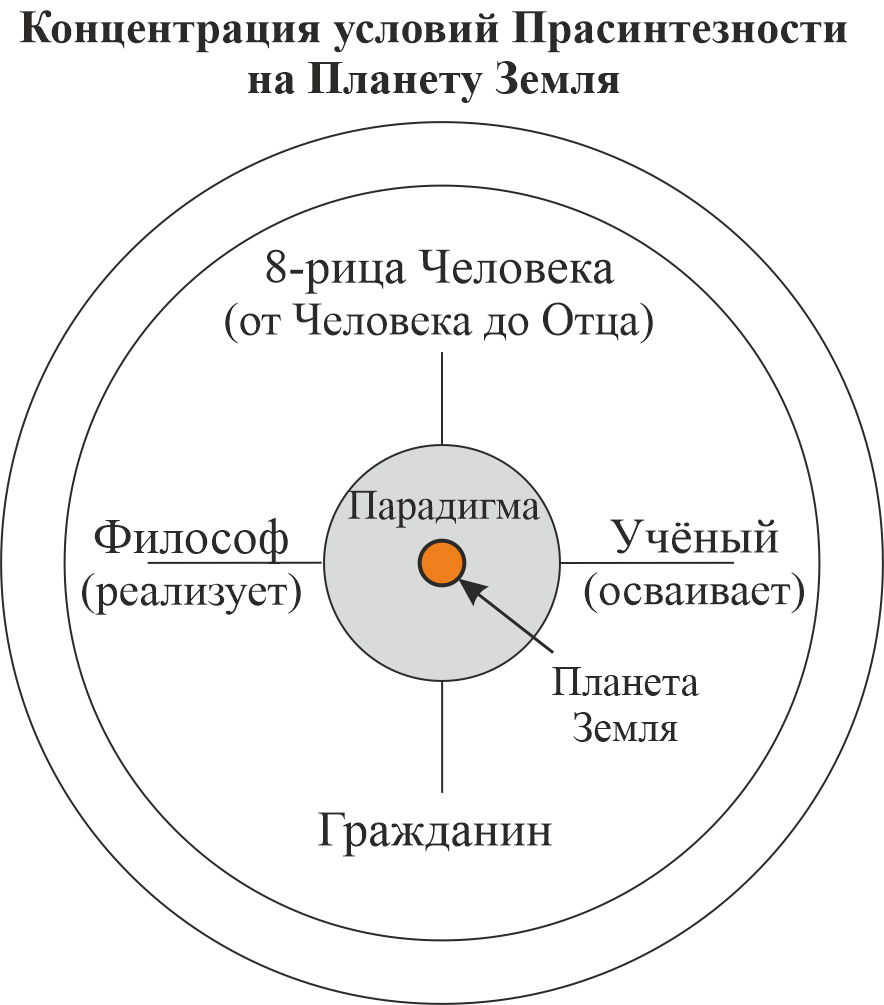 Концентрация условий Прасинтезности
на Планету Земля
8-рица Человека
(от Человека до Отца)
Парадигма
Философ
(реализует)
Учёный
(осваивает)
Планета
Земля
Гражданин